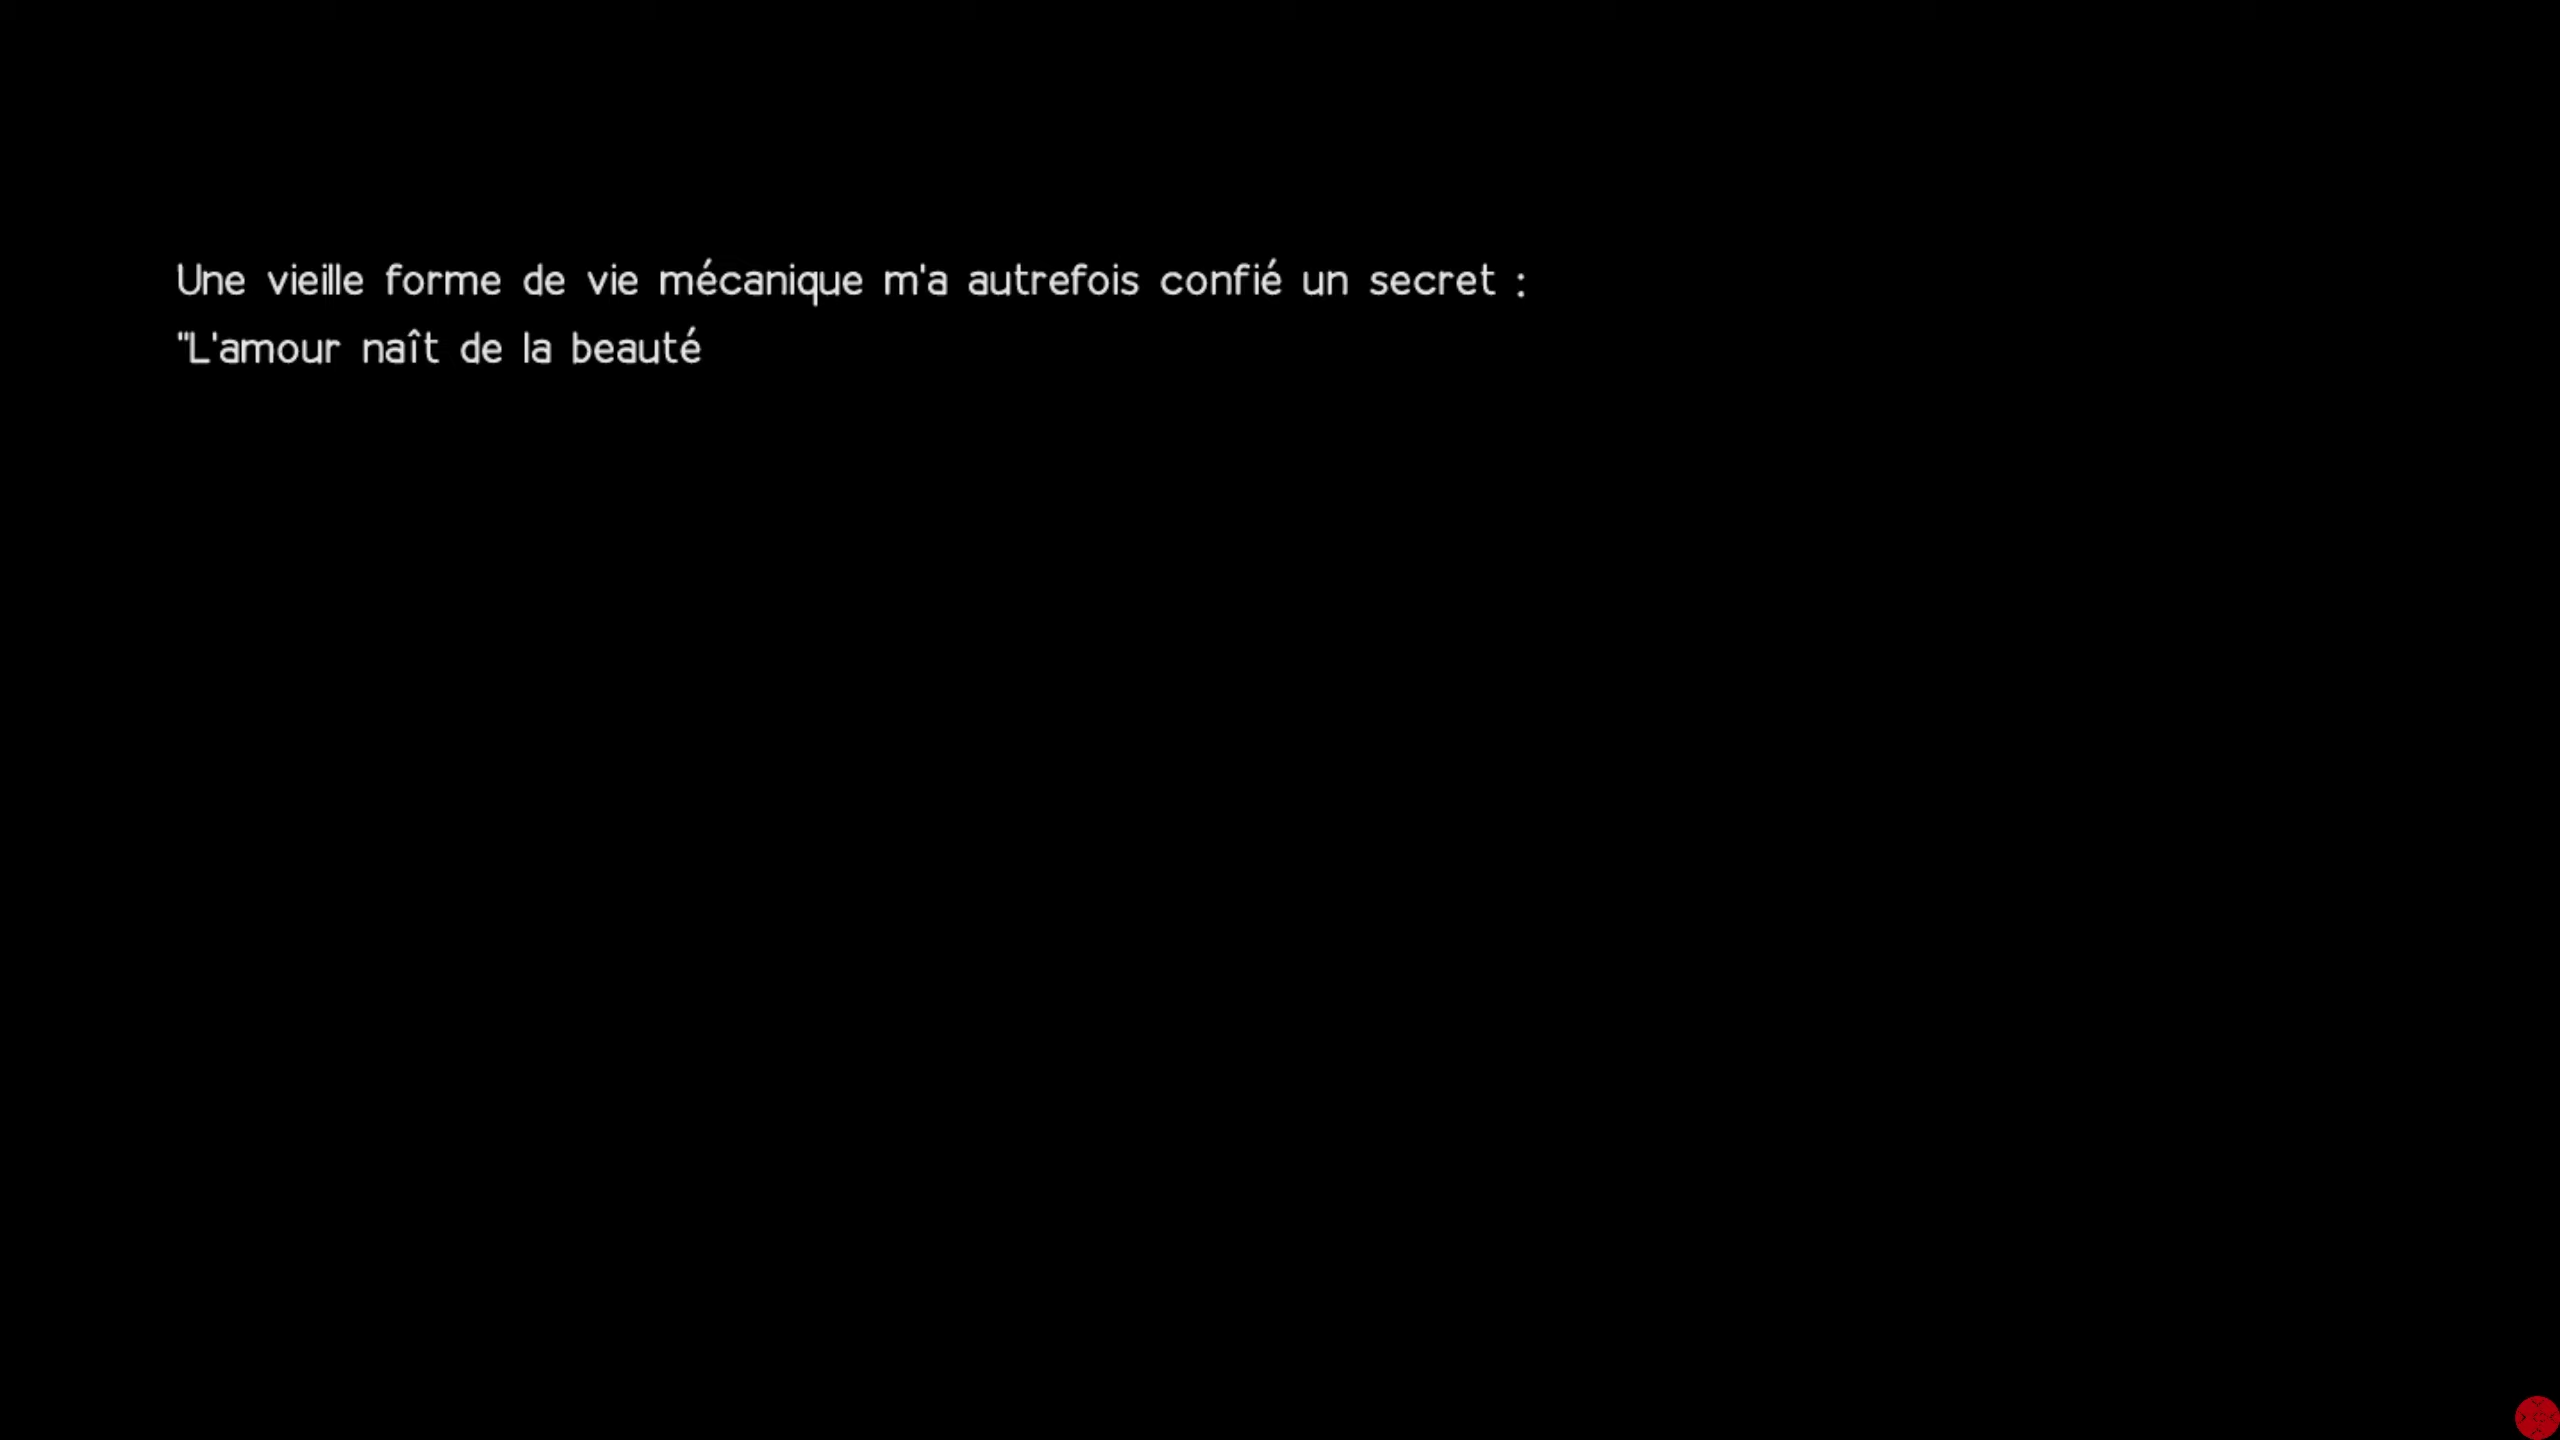 Une vieille forme de vie mécanique m'a autrefois confié un secret :
"L'amour naît de la beauté